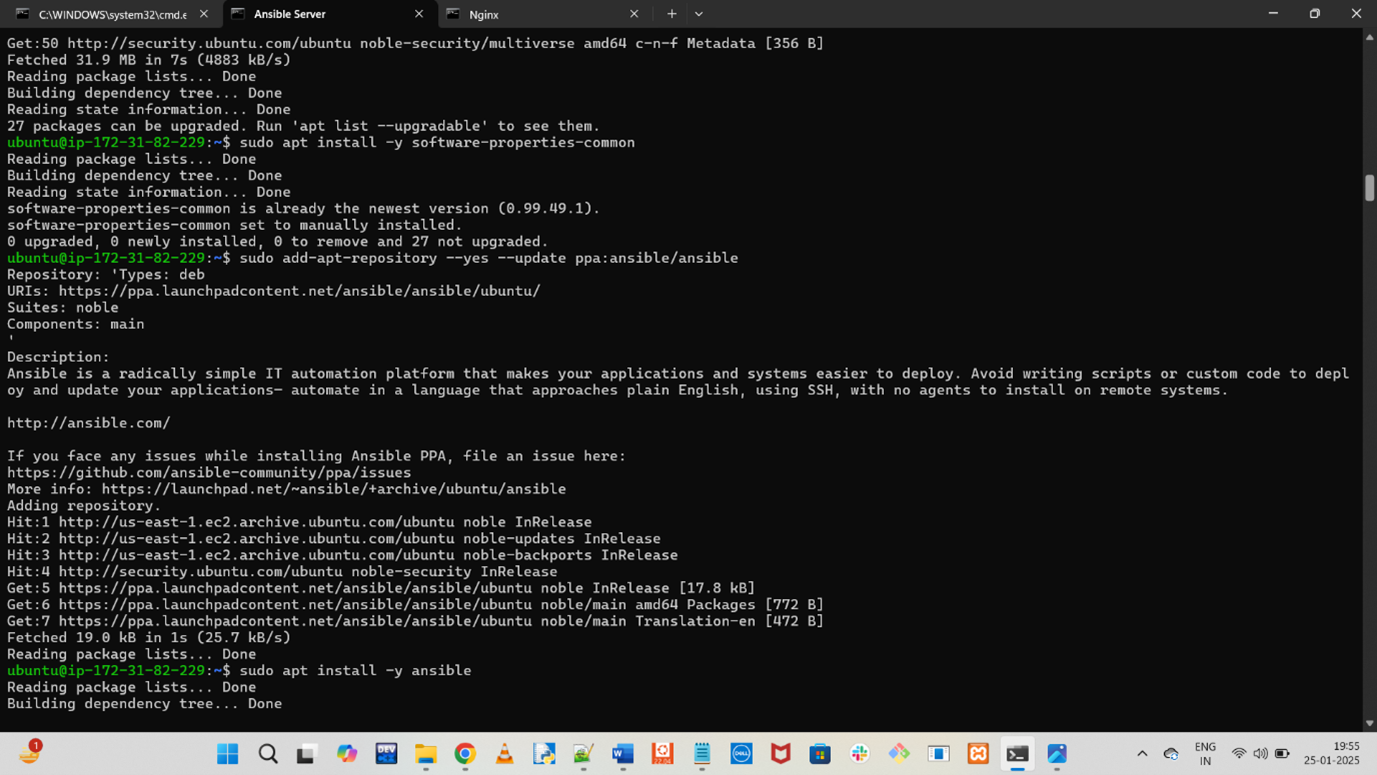 C:\WINDOWS\system32\cmd.e
Ansible Server
Nginx
Get:50 http://security.ubuntu.com/ubuntu noble-security/multiverse amd64 c-n-f Metadata [356 B]
Fetched 31.9 MB in 7s (4883 kB/s)
Reading package lists... Done
Building dependency tree... Done
Reading state information... Done
27 packages can be upgraded. Run 'apt list --upgradable' to see them.
ubuntu@ip-172-31-82-229:~$ sudo apt install -y software-properties-common
Reading package lists... Done
Building dependency tree... Done
Reading state information... Done
software-properties-common is already the newest version (0.99.49.1).
software-properties-common set to manually installed.
0 upgraded, 0 newly installed, 0 to remove and 27 not upgraded.
ubuntu@ip-172-31-82-229:~$ sudo add-apt-repository --yes --update ppa:ansible/ansible
Repository: 'Types: deb
URIs: https://ppa.launchpadcontent.net/ansible/ansible/ubuntu/
Suites: noble
Components: main
'
Description:
Ansible is a radically simple IT automation platform that makes your applications and systems easier to deploy. Avoid writing scripts or custom code to depl
oy and update your applications- automate in a language that approaches plain English, using SSH, with no agents to install on remote systems.
http://ansible.com/
If you face any issues while installing Ansible PPA, file an issue here:
https://github.com/ansible-community/ppa/issues
More info: https://launchpad.net/~ansible/+archive/ubuntu/ansible
Adding repository.
Hit:1 http://us-east-1.ec2.archive.ubuntu.com/ubuntu noble InRelease
Hit:2 http://us-east-1.ec2.archive.ubuntu.com/ubuntu noble-updates InRelease
Hit:3 http://us-east-1.ec2.archive.ubuntu.com/ubuntu noble-backports InRelease
Hit:4 http://security.ubuntu.com/ubuntu noble-security InRelease
Get:5 https://ppa.launchpadcontent.net/ansible/ansible/ubuntu noble InRelease [17.8 kB]
Get:6 https://ppa.launchpadcontent.net/ansible/ansible/ubuntu noble/main amd64 Packages [772 B]
Get:7 https://ppa.launchpadcontent.net/ansible/ansible/ubuntu noble/main Translation-en [472 B]
Fetched 19.0 kB in 1s (25.7 kB/s)
Reading package lists... Done
ubuntu@ip-172-31-82-229:~$ sudo apt install -y ansible
Reading package lists... Done
Building dependency tree... Done
1
DEV
22.04
DELL
ENG
IN
19:55
25-01-2025